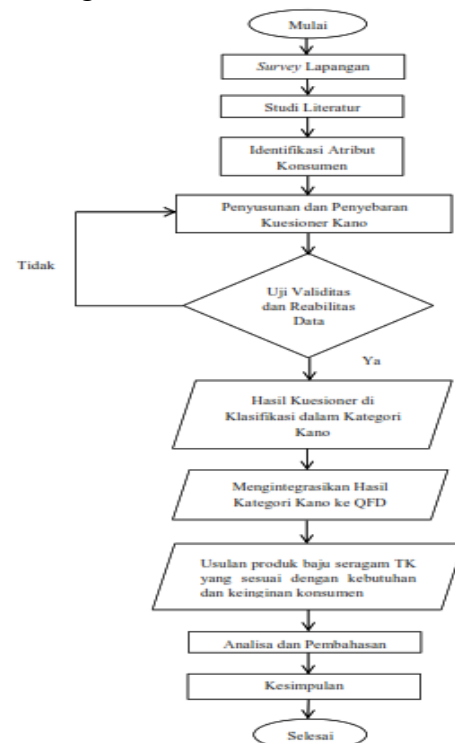 Mulai
Survey Lapangan
Studi Literatur
Identifikasi Atribut
Konsumen
Penyusunan dan Penyebaran
Kuesioner Kano
Tidak
Uji Validitas
dan Reabilitas
Data
Ya
Hasil Kuesioner di
Klasifikasi dalam Kategori
Kano
Mengintegrasikan Hasil
Kategori Kano ke QFD
Usulan produk baju seragam TK
yang sesuai dengan kebutuhan
dan keinginan konsumen
Analisa dan Pembahasan
Kesimpulan
Selesai